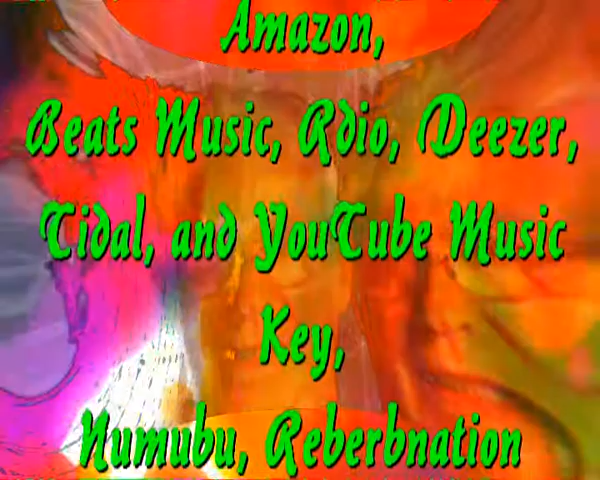 Amazon,
Beats Music, Rdio, Deezer,
Tidal, and YouTube Music
Key,
Numubu, Reberbnation